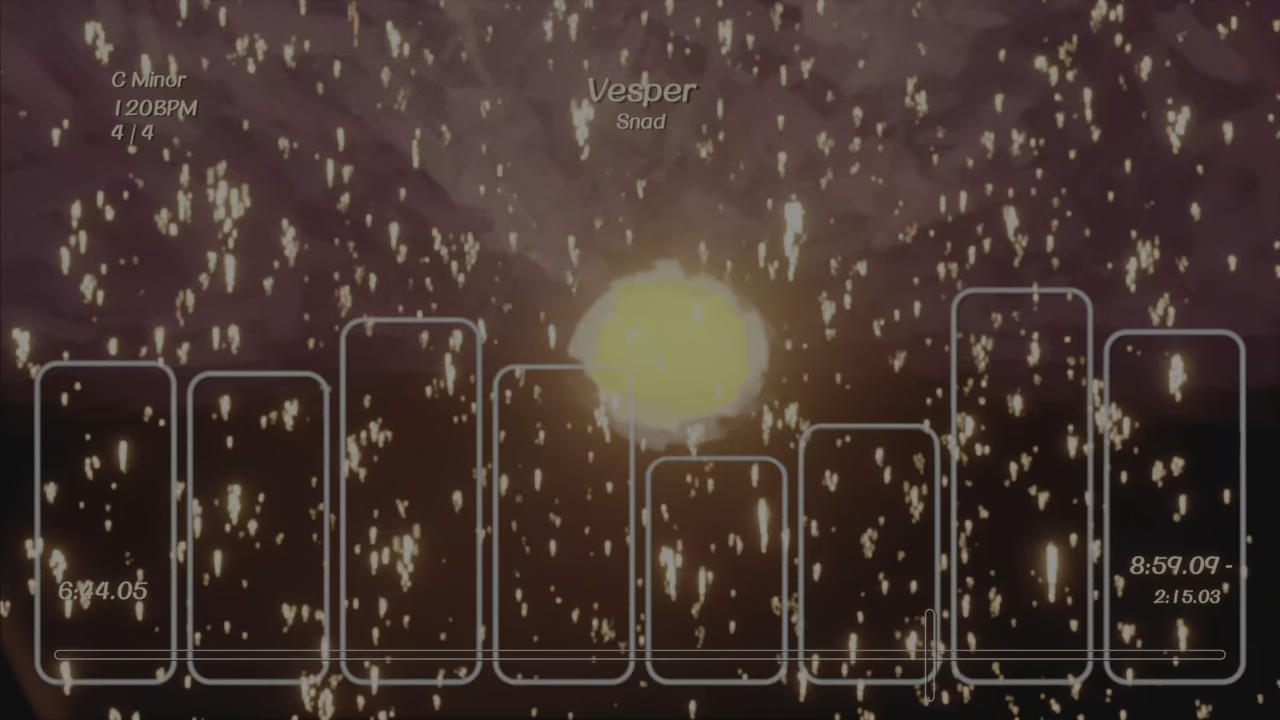 C Minor
120BPM
4 | 4
Vesper
Snad
6:44.05
8:59.09 -
2:15.03